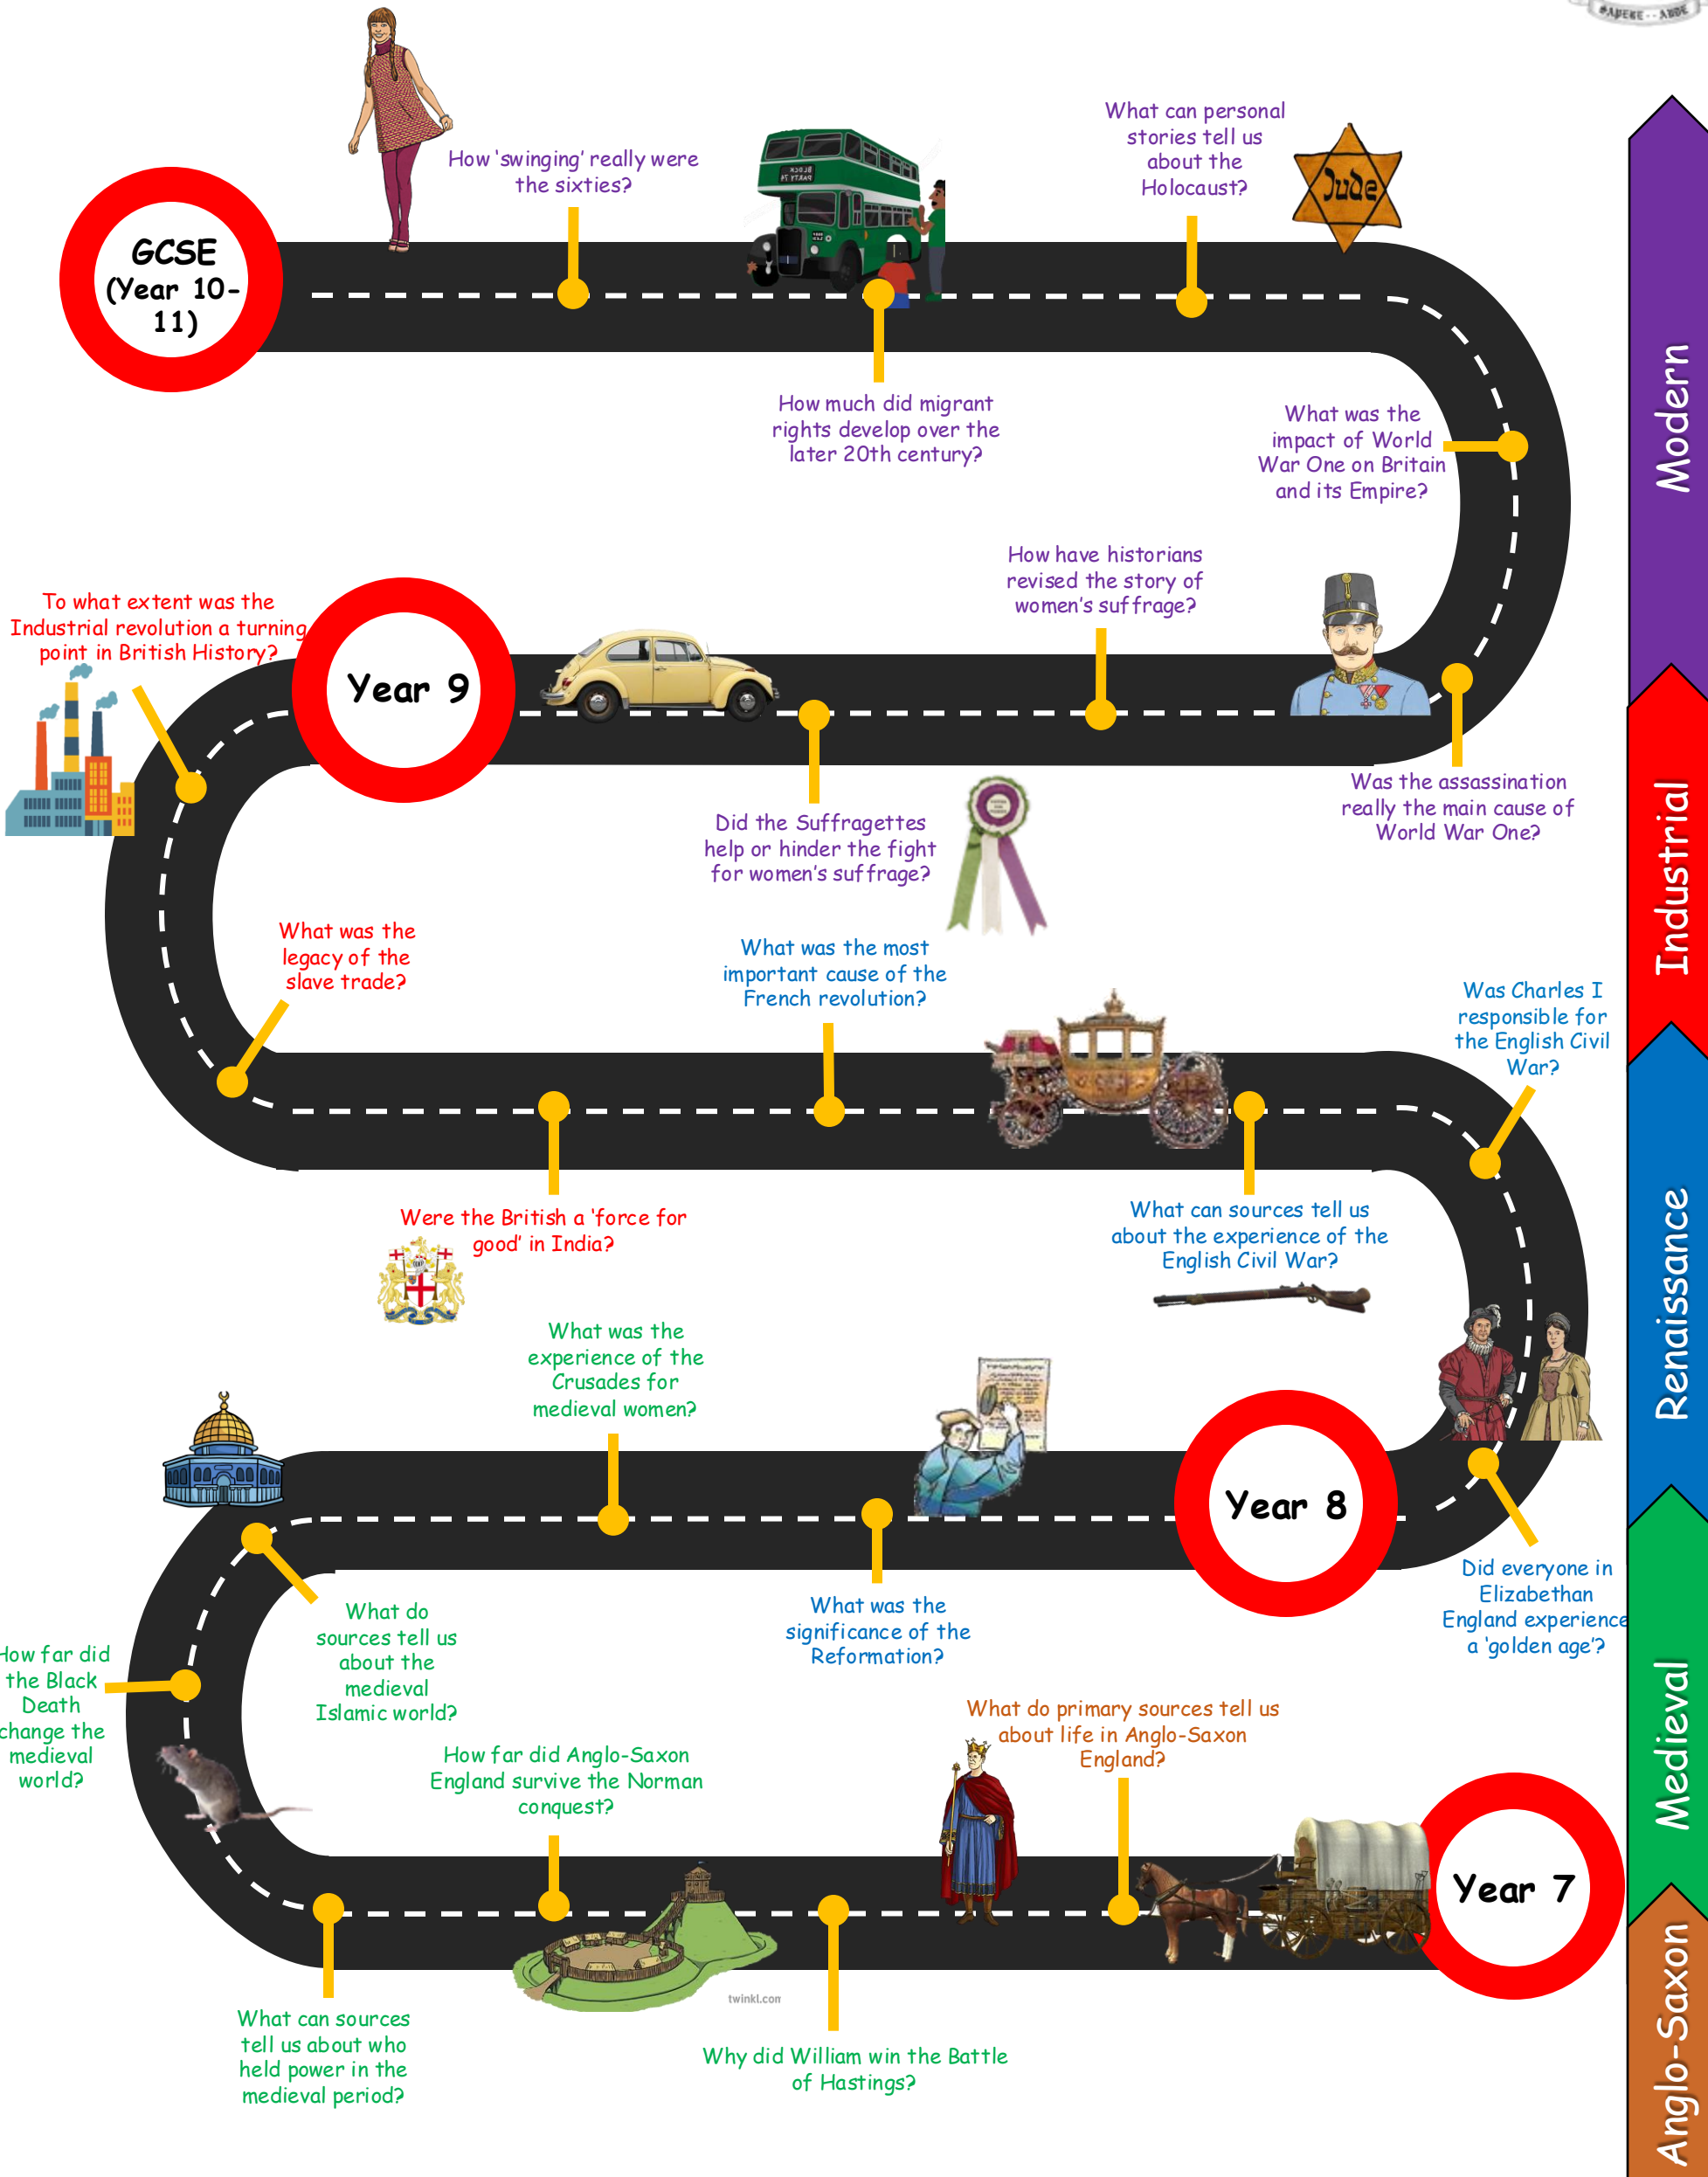 SAPERE - - AUDE
What can personal
stories tell us
about the
Holocaust?
How ‘swinging’ really were
the sixties?
Jude
GCSE
(Year 10-
11)
How much did migrant
rights develop over the
later 20th century?
What was the
impact of World
War One on Britain
and its Empire?
Modern
How have historians
revised the story of
women’s suffrage?
To what extent was the
Industrial revolution a turning
point in British History?
Year 9
Was the assassination
really the main cause of
World War One?
Did the Suffragettes
help or hinder the fight
for women’s suffrage?
Industrial
What was the
legacy of the
slave trade?
What was the most
important cause of the
French revolution?
Was Charles I
responsible for
the English Civil
War?
Were the British a ‘force for
good’ in India?
What can sources tell us
about the experience of the
English Civil War?
Renaissance
What was the
experience of the
Crusades for
medieval women?
Year 8
Did everyone in
Elizabethan
England experience
a ‘golden age’?
What was the
significance of the
Reformation?
What do
sources tell us
about the
medieval
Islamic world?
How far did
the Black
Death
change the
medieval
world?
Medieval
What do primary sources tell us
about life in Anglo-Saxon
England?
How far did Anglo-Saxon
England survive the Norman
conquest?
Year 7
twinkl.com
What can sources
tell us about who
held power in the
medieval period?
Why did William win the Battle
of Hastings?
Anglo-Saxon